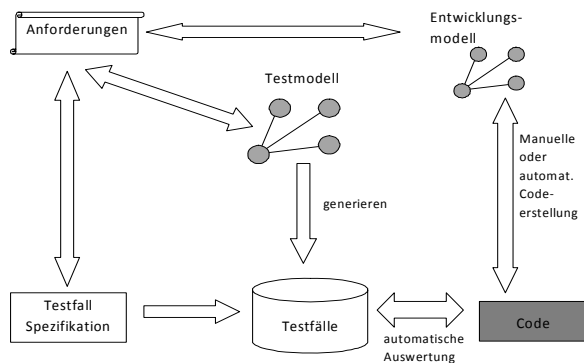 Anforderungen
Entwicklungs-
modell
Testmodell
Manuelle
oder
automat.
Code-
erstellung
generieren
Testfall
Spezifikation
Testfälle
automatische
Auswertung
Code